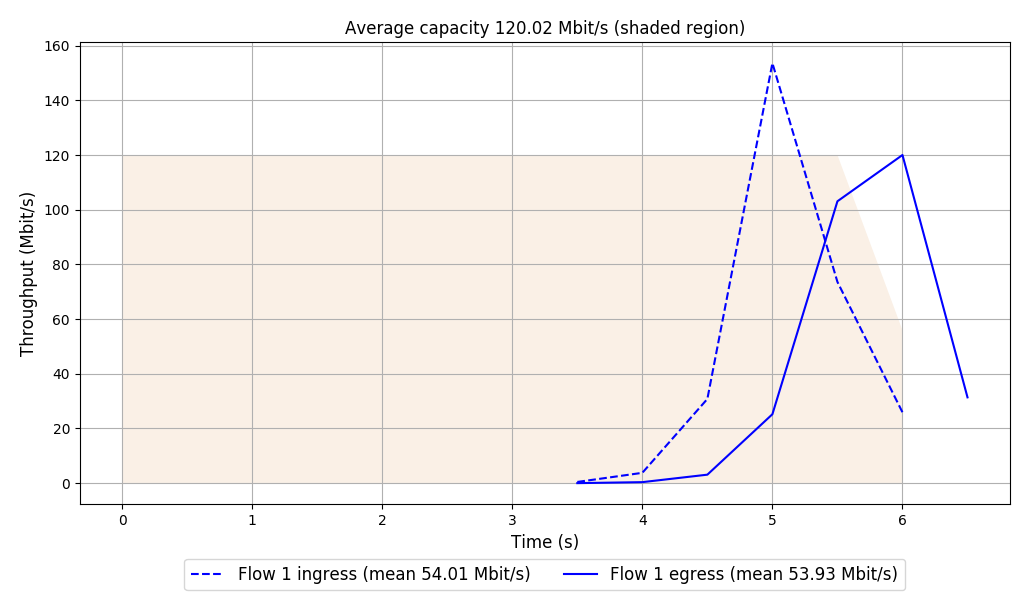 Average capacity 120.02 Mbit/s (shaded region)
Throughput (Mbit/s)
160
140
120
100
80
60
40
20
0
0 1 2 3 4 5 6
Time (s)
Flow 1 ingress (mean 54.01 Mbit/s) Flow 1 egress (mean 53.93 Mbit/s)